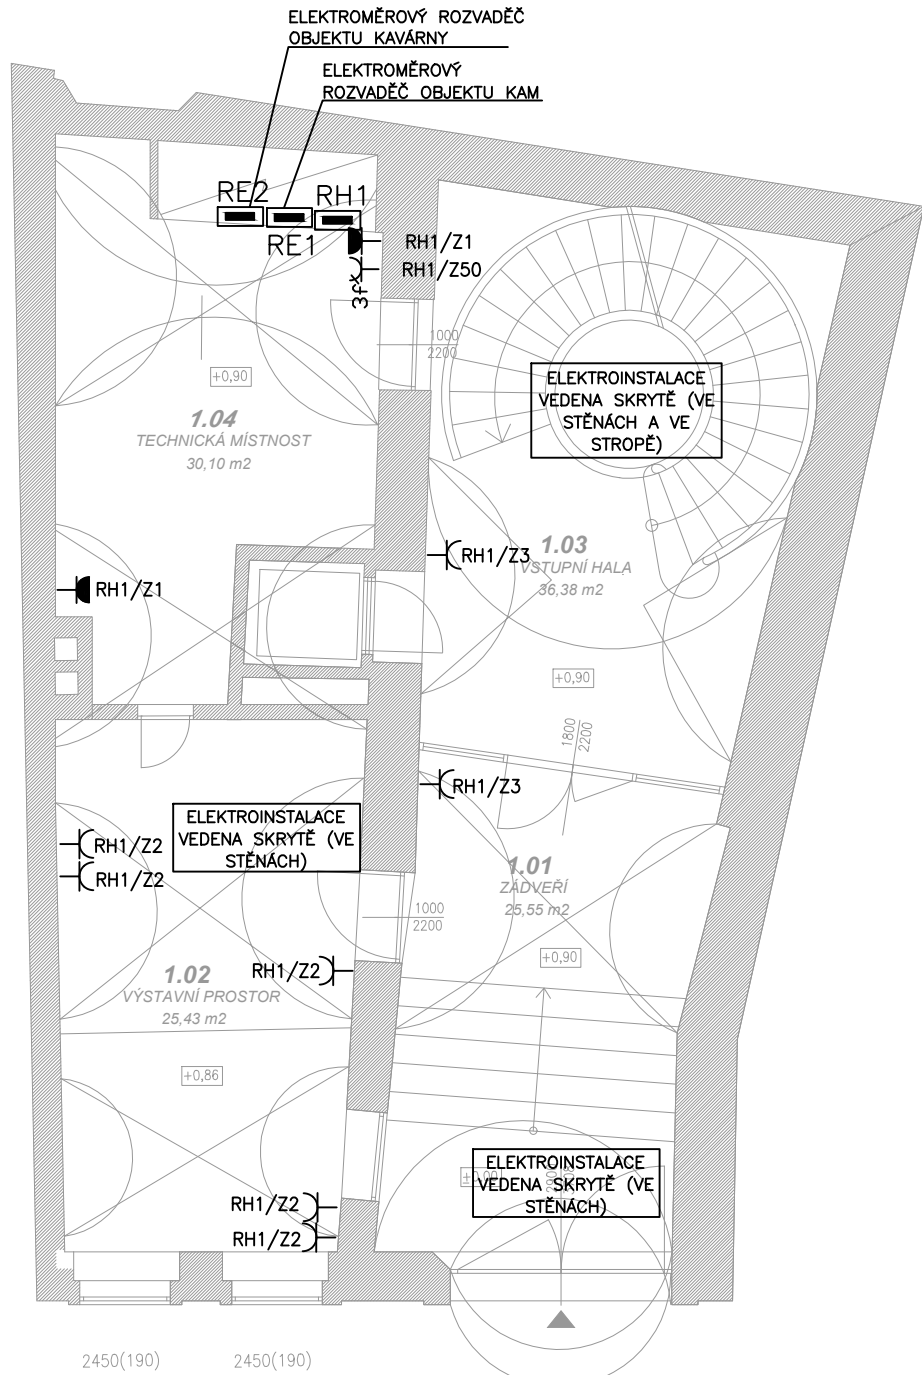 ELEKTROMĚROVÝ ROZVADĚČ
OBJEKTU KAVÁRNY
ELEKTROMĚROVÝ
ROZVADĚČ OBJEKTU KAM
RE2
RH1
RE1
RH1/Z1
RH1/Z50
3fx
1000
2200
+0,90
1.04
TECHNICKÁ MÍSTNOST
30,10 m2
ELEKTROINSTALACE
VEDENA SKRYTĚ (VE
STĚNÁCH A VE
STROPĚ)
RH1/Z3
1.03
VSTUPNÍ HALA
36,38 m2
RH1/Z1
+0,90
1800
2200
RH1/Z3
ELEKTROINSTALACE
VEDENA SKRYTĚ (VE
STĚNÁCH)
RH1/Z2
RH1/Z2
1.01
ZÁDVEŘÍ
25,55 m2
1000
2200
+0,90
RH1/Z2
1.02
VÝSTAVNÍ PROSTOR
25,43 m2
+0,86
ELEKTROINSTALACE
VEDENA SKRYTĚ (VE
STĚNÁCH)
±0,00
RH1/Z2
RH1/Z2
2450(190)
2450(190)